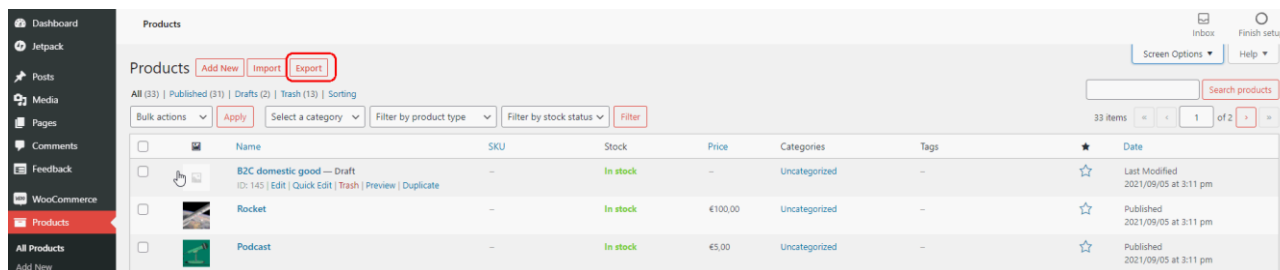 Dashboard
Jetpack
Posts
Media
Pages
Comments
Feedback
WooCommerce
Products
All Products
Add New
Products
Inbox
Finish setu
Screen Options ▼
Help ▼
Products Add New Import Export
All (33) | Published (31) | Drafts (2) | Trash (13) | Sorting
Search products
Bulk actions Apply Select a category Filter by product type Filter by stock status Filter
33 items « ‹ 1 of 2 › »
Name SKU Stock Price Categories Tags ★ Date
B2C domestic good — Draft – In stock – Uncategorized – Last Modified
ID: 145 | Edit | Quick Edit | Trash | Preview | Duplicate 2021/09/05 at 3:11 pm
Rocket – In stock €100,00 Uncategorized – Published
2021/09/05 at 3:11 pm
Podcast – In stock €5,00 Uncategorized – Published
2021/09/05 at 3:11 pm